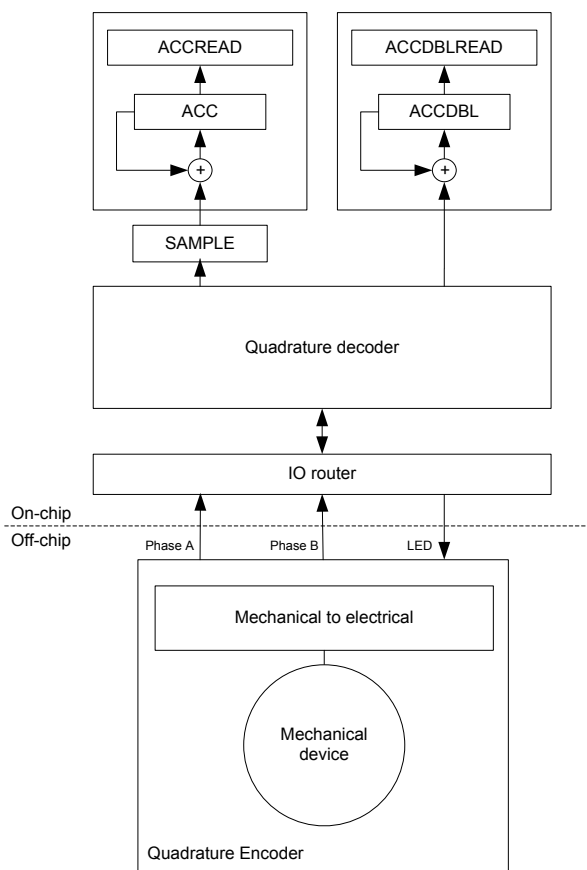 ACCREAD
ACCDBLREAD
ACC
ACCDBL
+
+
SAMPLE
Quadrature decoder
IO router
On-chip
Off-chip
Phase A
Phase B
LED
Mechanical to electrical
Mechanical
device
Quadrature Encoder